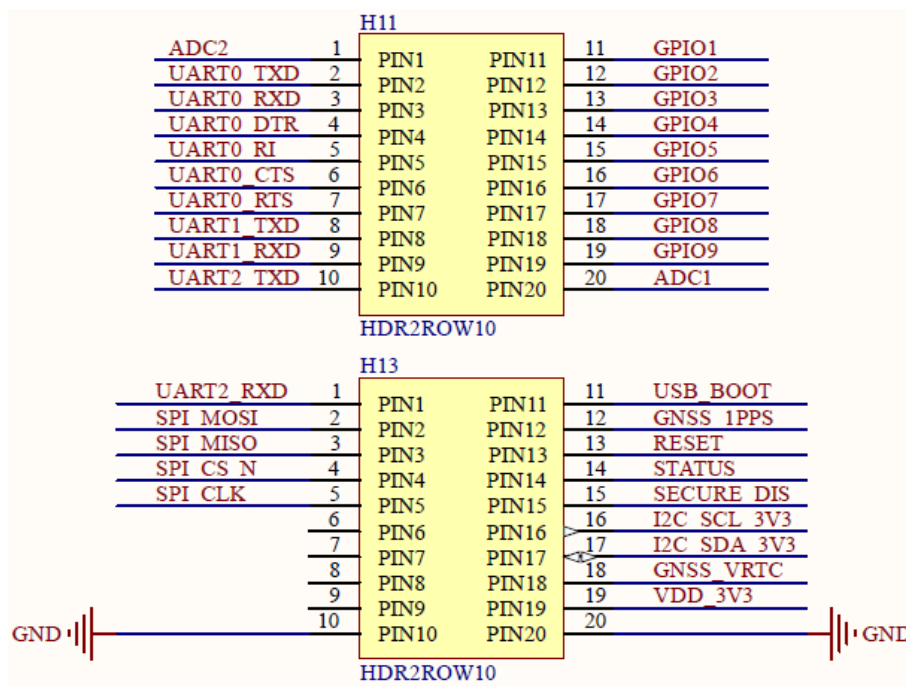 H11
ADC2 1 PIN1 PIN11 11 GPIO1
UART0_TXD 2 PIN2 PIN12 12 GPIO2
UART0_RXD 3 PIN3 PIN13 13 GPIO3
UART0_DTR 4 PIN4 PIN14 14 GPIO4
UART0_RI 5 PIN5 PIN15 15 GPIO5
UART0_CTS 6 PIN6 PIN16 16 GPIO6
UART0_RTS 7 PIN7 PIN17 17 GPIO7
UART1_TXD 8 PIN8 PIN18 18 GPIO8
UART1_RXD 9 PIN9 PIN19 19 GPIO9
UART2_TXD 10 PIN10 PIN20 20 ADC1
HDR2ROW10
H13
UART2_RXD 1 PIN1 PIN11 11 USB_BOOT
SPI_MOSI 2 PIN2 PIN12 12 GNSS_1PPS
SPI_MISO 3 PIN3 PIN13 13 RESET
SPI_CS_N 4 PIN4 PIN14 14 STATUS
SPI_CLK 5 PIN5 PIN15 15 SECURE_DIS
6 PIN6 PIN16 16 I2C_SCL_3V3
7 PIN7 PIN17 17 I2C_SDA_3V3
8 PIN8 PIN18 18 GNSS_VRTC
9 PIN9 PIN19 19 VDD_3V3
GND 10 PIN10 PIN20 20 GND
HDR2ROW10